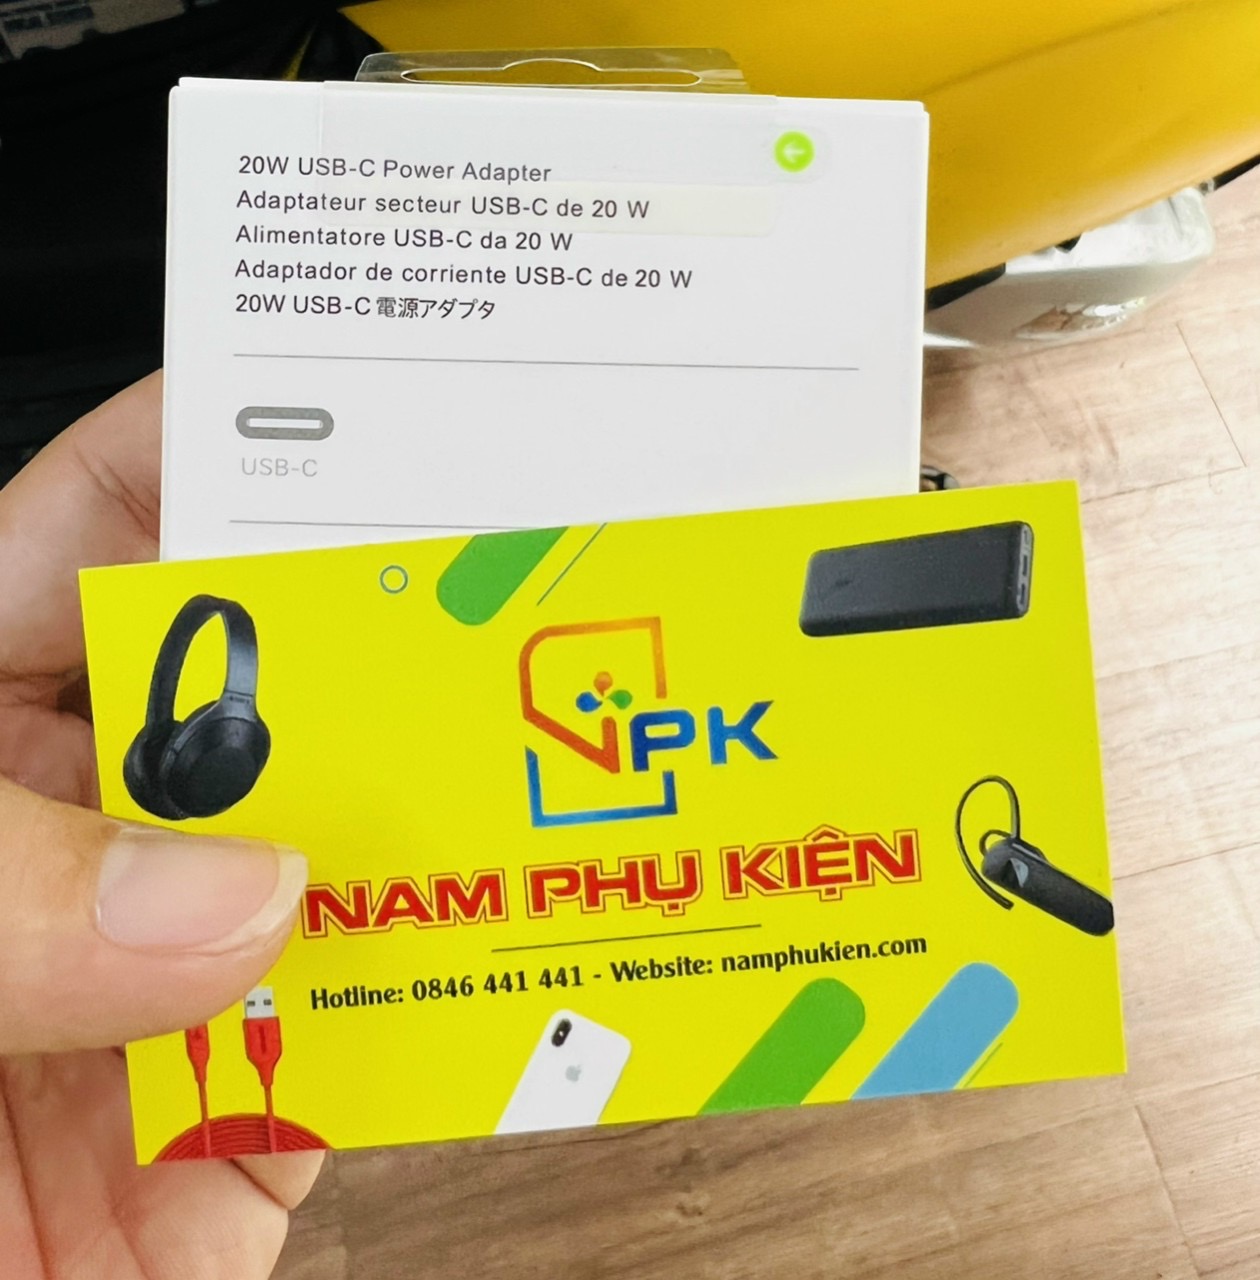 20W USB-C Power Adapter
Adaptateur secteur USB-C de 20 W
Alimentatore USB-C da 20 W
Adaptador de corriente USB-C de 20 W
20W USB-C 電源アダプタ
USB-C
PK
NAM PHỤ KIỆN
Hotline: 0846 441 441 - Website: namphukien.com